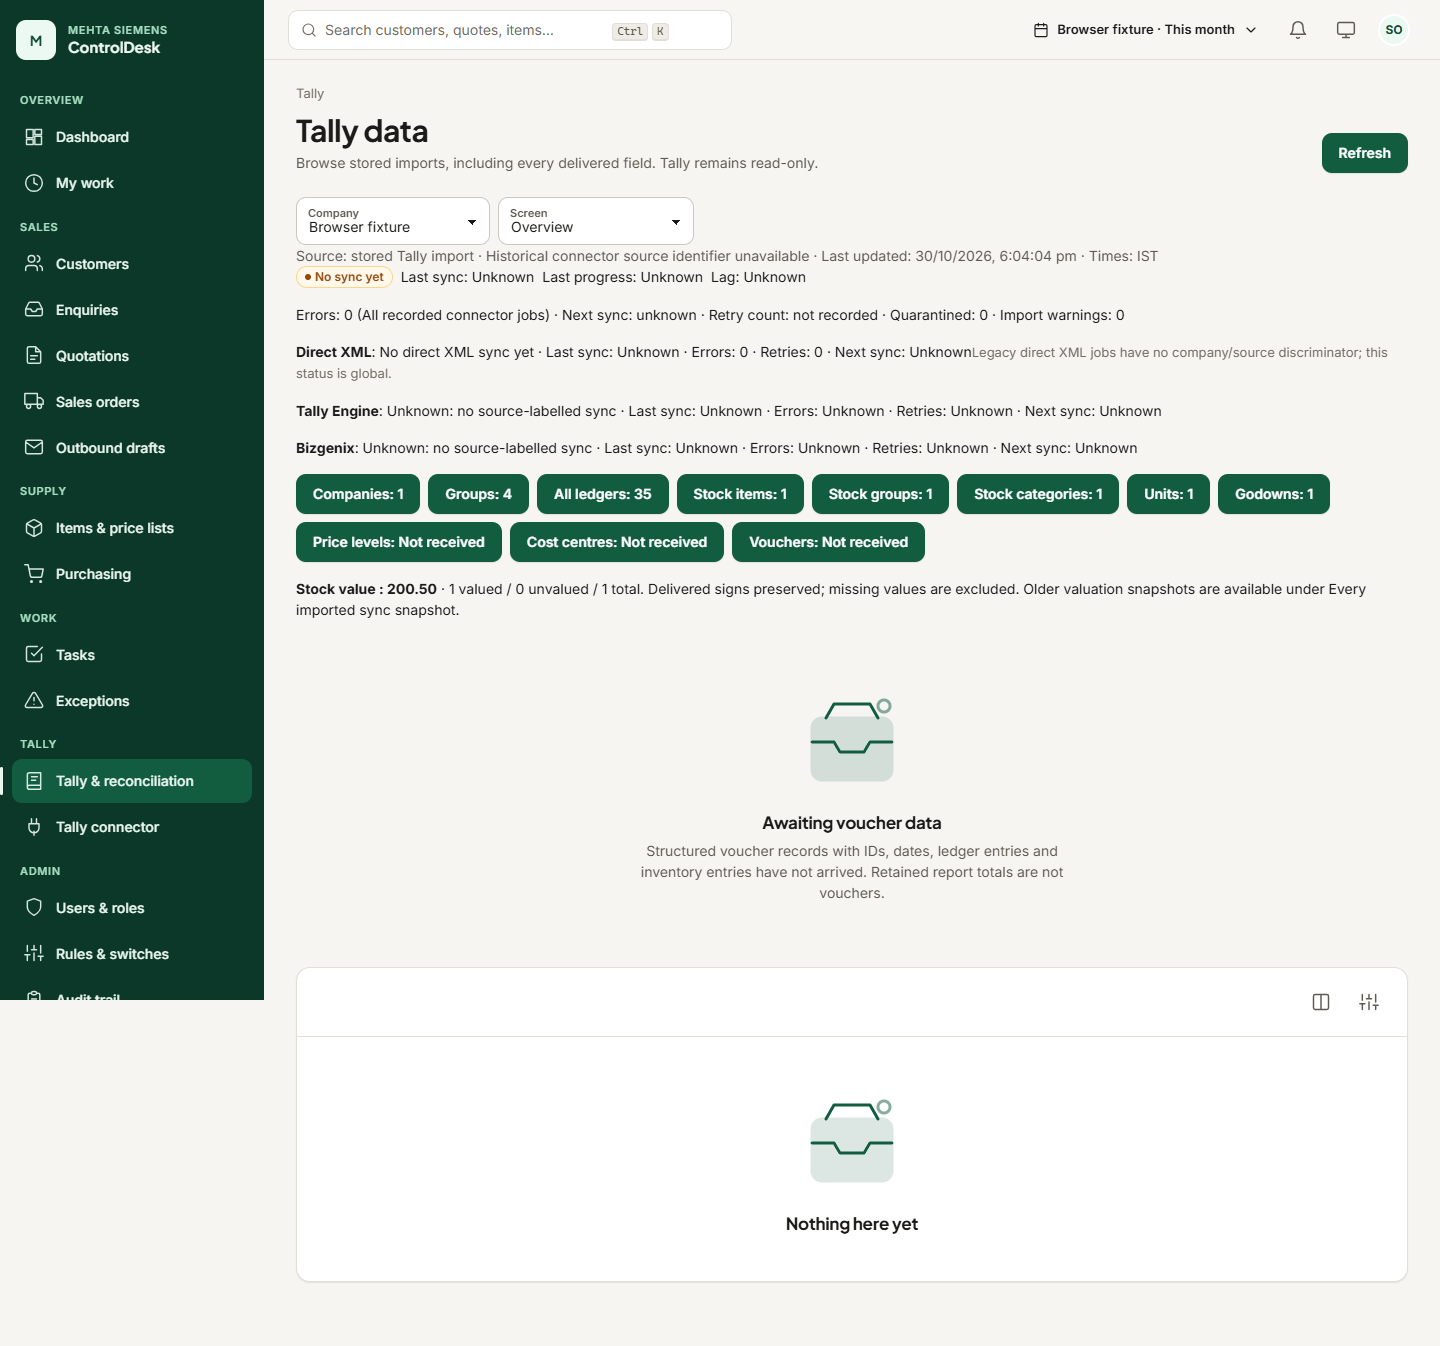 M
MEHTA SIEMENS
ControlDesk
OVERVIEW
Dashboard
My work
SALES
Customers
Enquiries
Quotations
Sales orders
Outbound drafts
SUPPLY
Items & price lists
Purchasing
WORK
Tasks
Exceptions
TALLY
Tally & reconciliation
Tally connector
ADMIN
Users & roles
Rules & switches
Audit trail
Search customers, quotes, items... Ctrl K
Browser fixture · This month
SO
Tally
Tally data
Browse stored imports, including every delivered field. Tally remains read-only.
Refresh
Company
Browser fixture
Screen
Overview
Source: stored Tally import · Historical connector source identifier unavailable · Last updated: 30/10/2026, 6:04:04 pm · Times: IST
No sync yet Last sync: Unknown Last progress: Unknown Lag: Unknown
Errors: 0 (All recorded connector jobs) · Next sync: unknown · Retry count: not recorded · Quarantined: 0 · Import warnings: 0
Direct XML: No direct XML sync yet · Last sync: Unknown · Errors: 0 · Retries: 0 · Next sync: UnknownLegacy direct XML jobs have no company/source discriminator; this
status is global.
Tally Engine: Unknown: no source-labelled sync · Last sync: Unknown · Errors: Unknown · Retries: Unknown · Next sync: Unknown
Bizgenix: Unknown: no source-labelled sync · Last sync: Unknown · Errors: Unknown · Retries: Unknown · Next sync: Unknown
Companies: 1 Groups: 4 All ledgers: 35 Stock items: 1 Stock groups: 1 Stock categories: 1 Units: 1 Godowns: 1
Price levels: Not received Cost centres: Not received Vouchers: Not received
Stock value : 200.50 · 1 valued / 0 unvalued / 1 total. Delivered signs preserved; missing values are excluded. Older valuation snapshots are available under Every
imported sync snapshot.
Awaiting voucher data
Structured voucher records with IDs, dates, ledger entries and
inventory entries have not arrived. Retained report totals are not
vouchers.
Nothing here yet